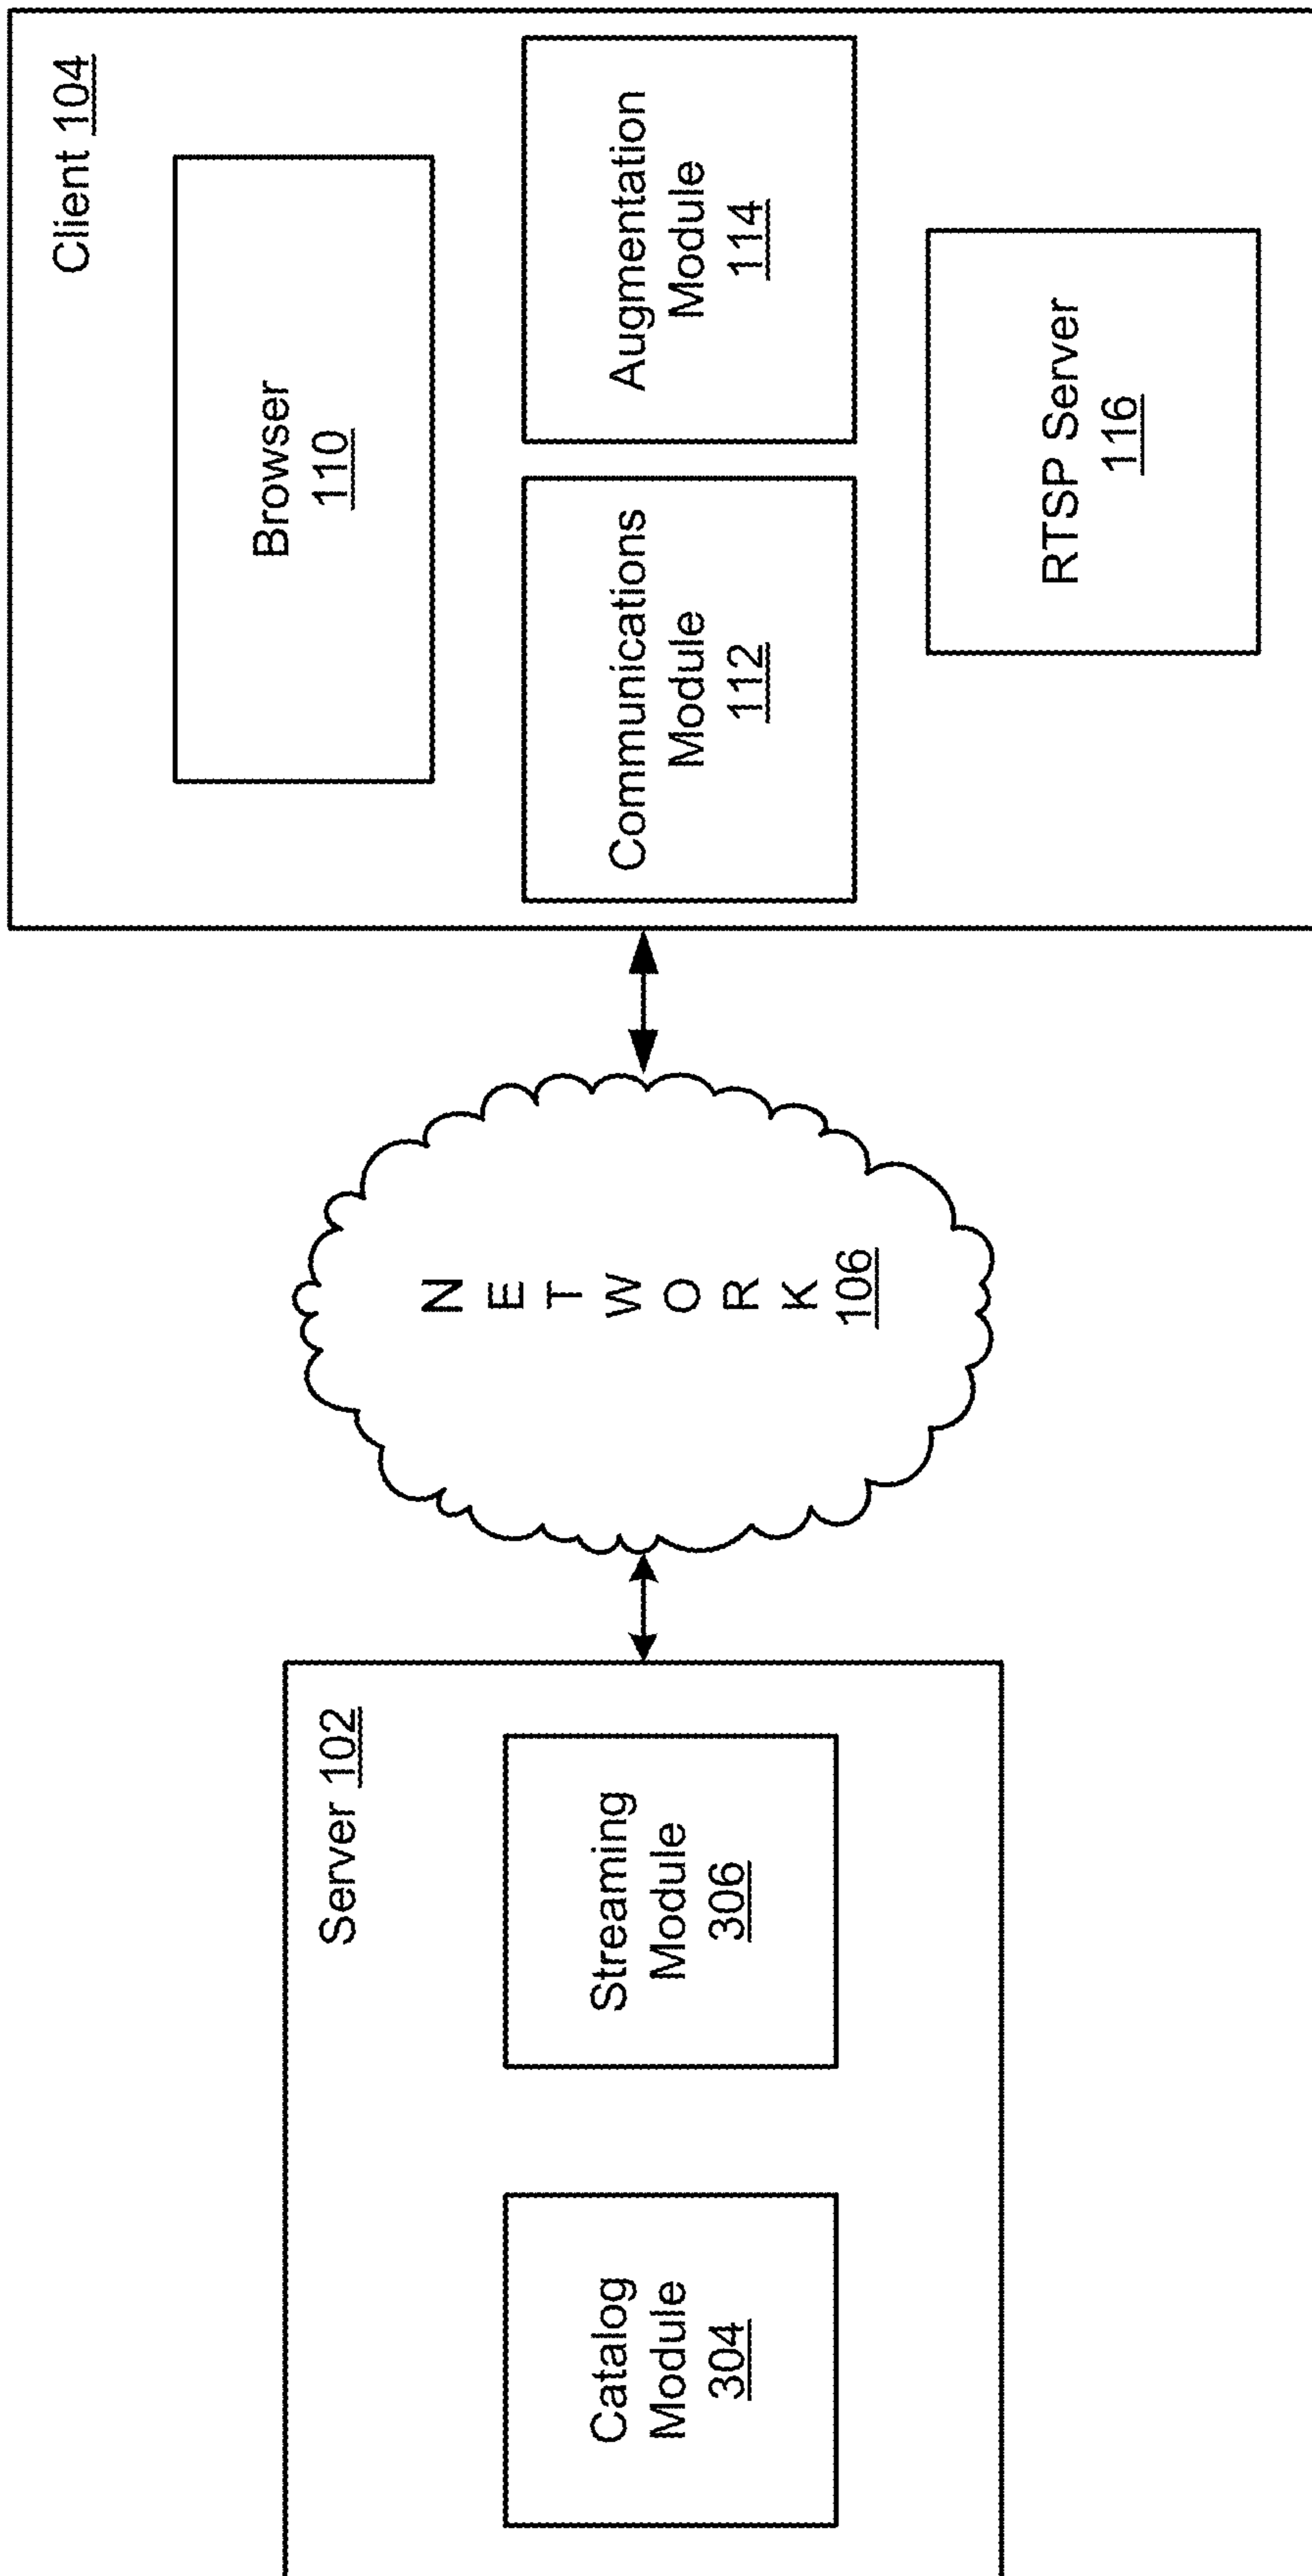 Server 102
Catalog
Module
304
Streaming
Module
306
N
E
T
W
O
R
K
106
Client 104
Browser
110
Communications
Module
112
Augmentation
Module
114
RTSP Server
116